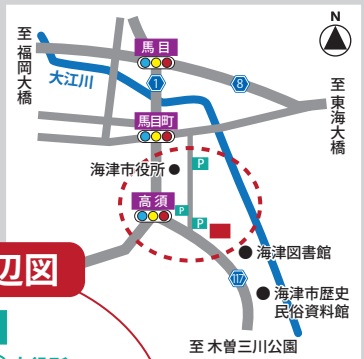 N
至福岡大橋
馬目
大江川
1
8
至東海大橋
馬目町
海津市役所
P
高須
P
P
海津図書館
117
海津市歴史
民俗資料館
辺図
至 木曽三川公園